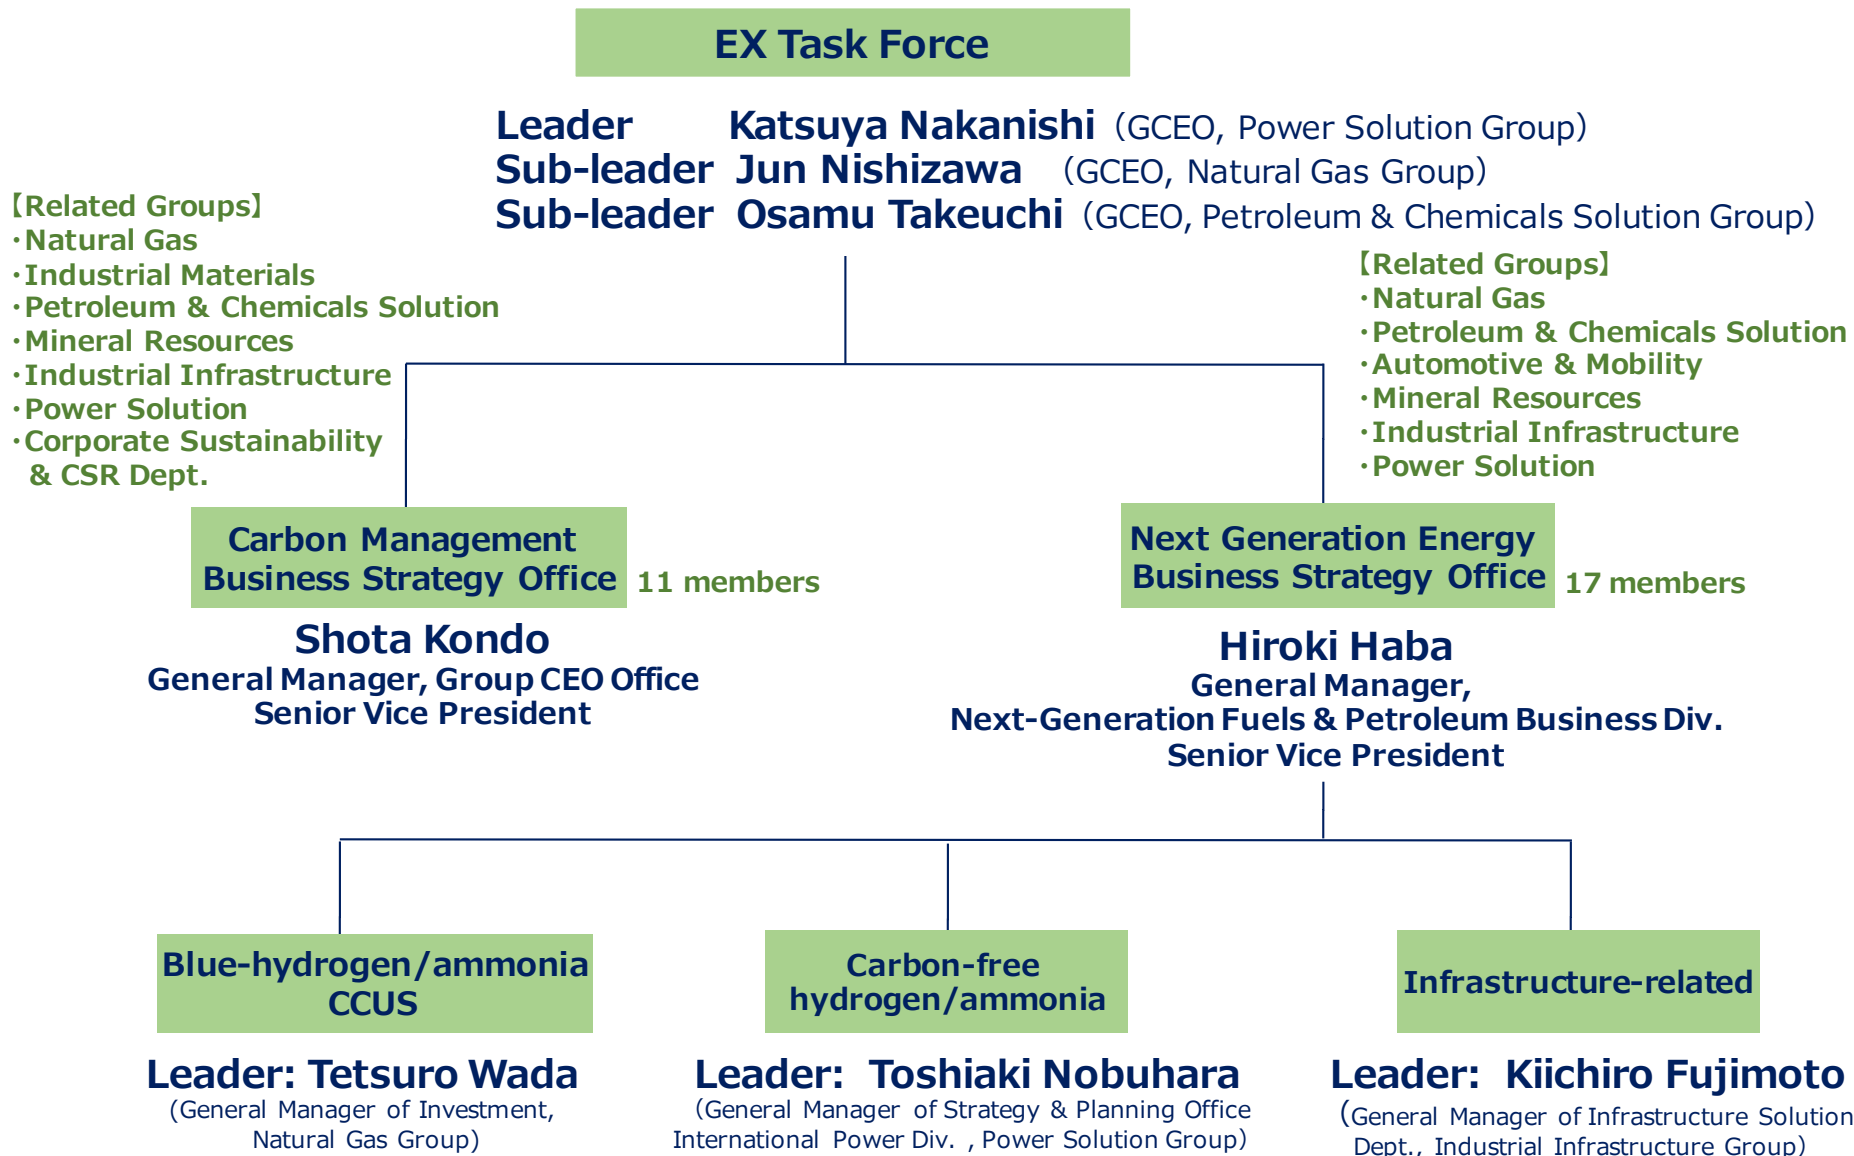 EX Task Force
Leader Katsuya Nakanishi (GCEO, Power Solution Group)
Sub-leader Jun Nishizawa (GCEO, Natural Gas Group)
Sub-leader Osamu Takeuchi (GCEO, Petroleum & Chemicals Solution Group)
【Related Groups】
・Natural Gas
・Industrial Materials
・Petroleum & Chemicals Solution
・Mineral Resources
・Industrial Infrastructure
・Power Solution
・Corporate Sustainability
& CSR Dept.
【Related Groups】
・Natural Gas
・Petroleum & Chemicals Solution
・Automotive & Mobility
・Mineral Resources
・Industrial Infrastructure
・Power Solution
Carbon Management
Business Strategy Office 11 members
Shota Kondo
General Manager, Group CEO Office
Senior Vice President
Next Generation Energy
Business Strategy Office 17 members
Hiroki Haba
General Manager,
Next-Generation Fuels & Petroleum Business Div.
Senior Vice President
Blue-hydrogen/ammonia
CCUS
Leader: Tetsuro Wada
(General Manager of Investment,
Natural Gas Group)
Carbon-free
hydrogen/ammonia
Leader: Toshiaki Nobuhara
(General Manager of Strategy & Planning Office
International Power Div. , Power Solution Group)
Infrastructure-related
Leader: Kiichiro Fujimoto
(General Manager of Infrastructure Solution
Dept., Industrial Infrastructure Group)